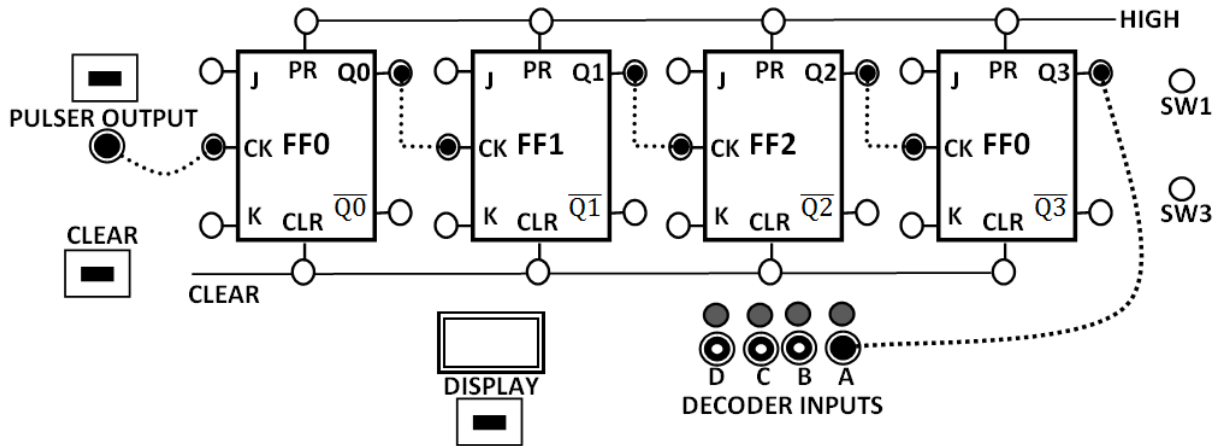 HIGH
J PR Q0
J PR Q1
J PR Q2
J PR Q3
SW1
PULSER OUTPUT
CK FF0
CK FF1
CK FF2
CK FF0
K CLR Q̅0̅
K CLR Q̅1̅
K CLR Q̅2̅
K CLR Q̅3̅
SW3
CLEAR
CLEAR
DISPLAY
D C B A
DECODER INPUTS